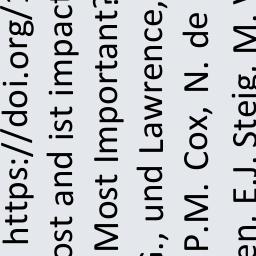 https://doi.org/
ost and ist impact
Most Important?
., und Lawrence,
P.M. Cox, N. de
en, E.J. Steig, M.